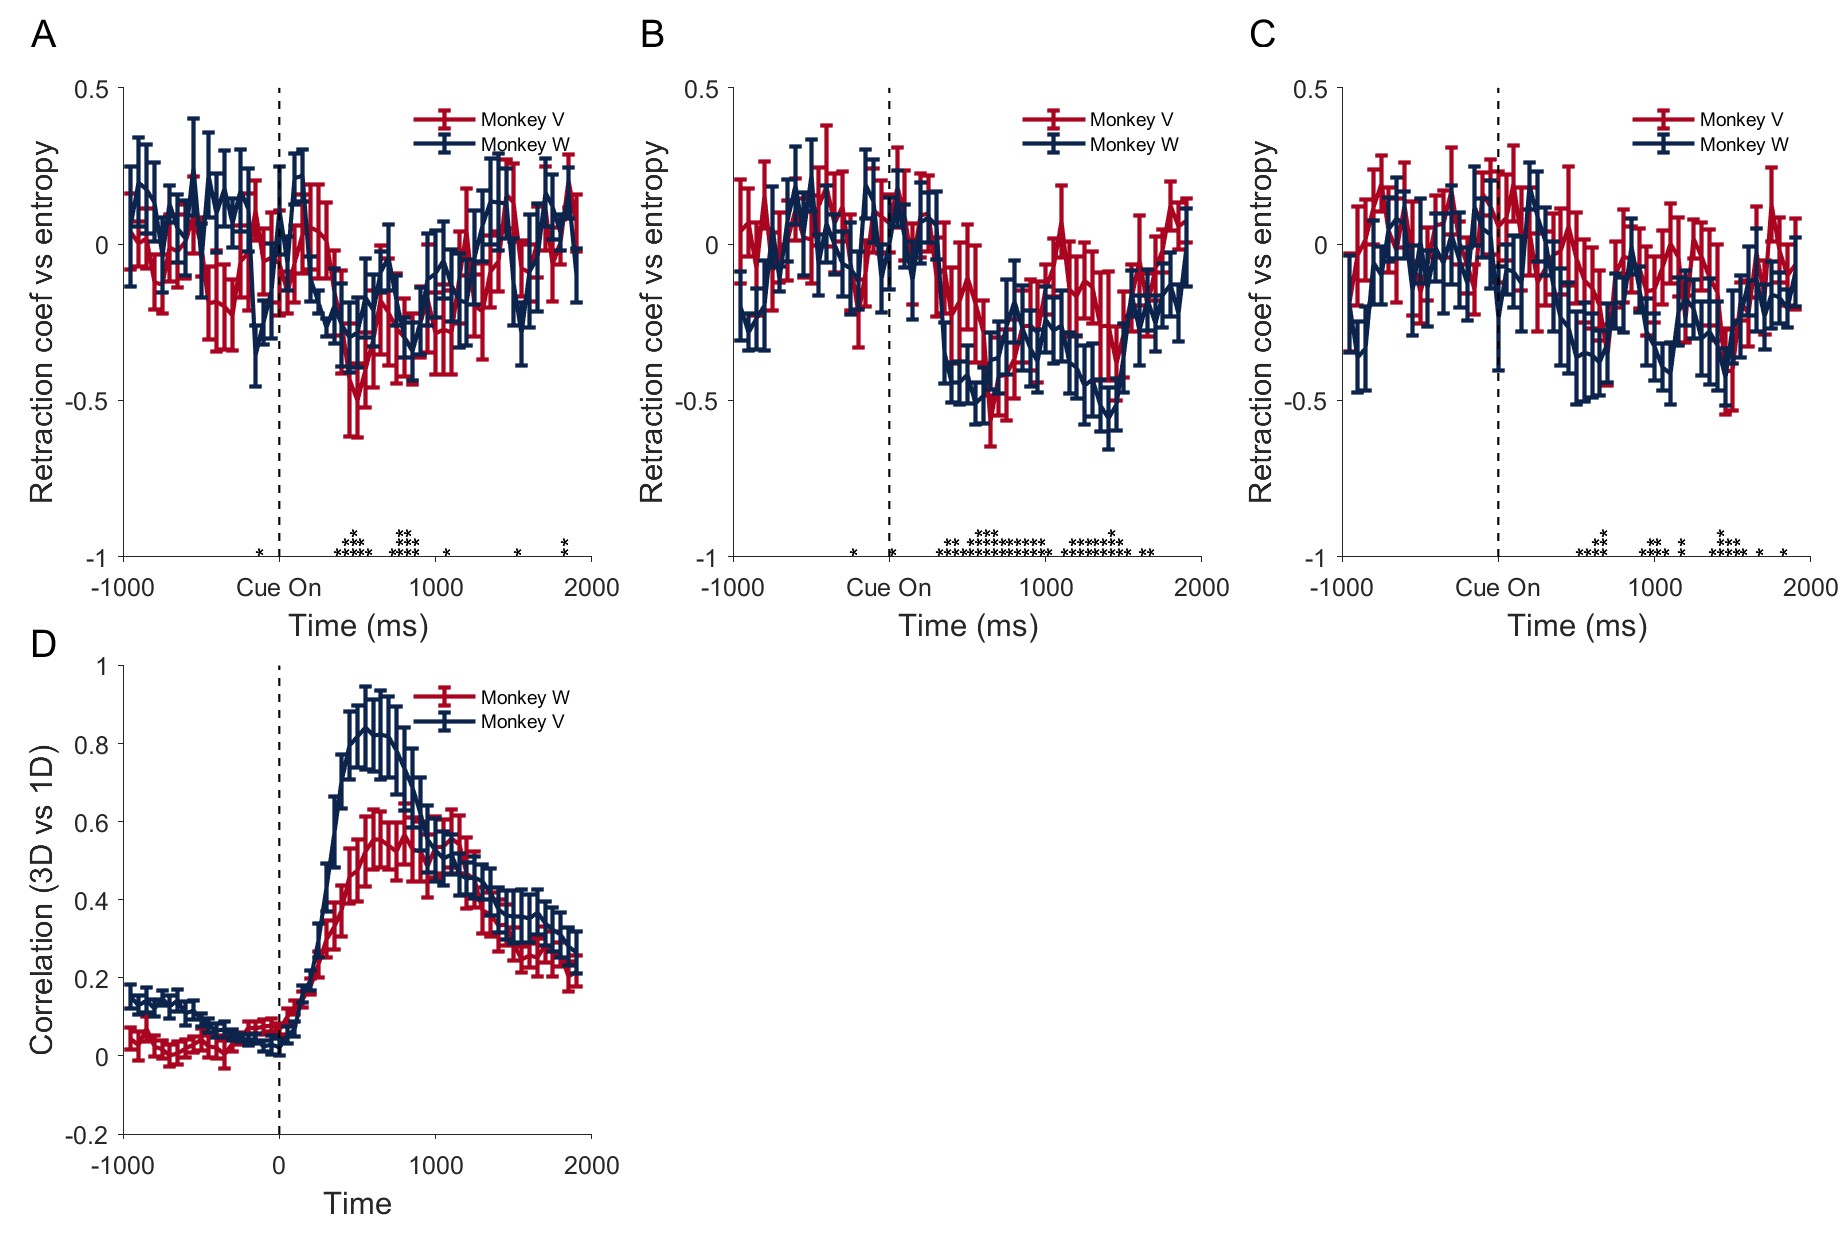 A
B
C
Retraction coef vs entropy
0.5
0
-0.5
-1
Monkey V
Monkey W
*
* * * * *
* * *
*
* * * *
* * *
* *
*
*
*
*
-1000
Cue On
1000
2000
Time (ms)
Retraction coef vs entropy
0.5
0
-0.5
-1
Monkey V
Monkey W
-1000
Cue On
1000
2000
Time (ms)
Retraction coef vs entropy
0.5
0
-0.5
-1
Monkey V
Monkey W
-1000
Cue On
1000
2000
Time (ms)
D
Correlation (3D vs 1D)
1
0.8
0.6
0.4
0.2
0
-0.2
Monkey W
Monkey V
-1000
0
1000
2000
Time